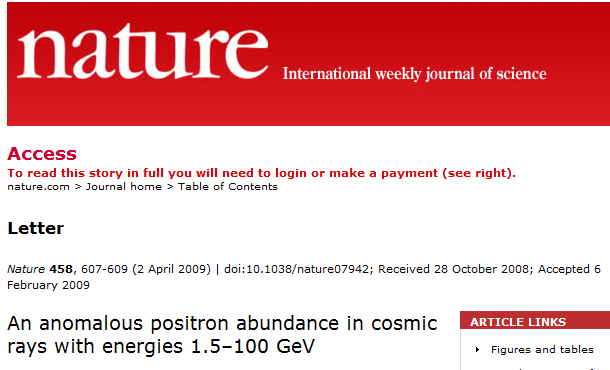 nature International weekly journal of science
Access
To read this story in full you will need to login or make a payment (see right).
nature.com > Journal home > Table of Contents
Letter
Nature 458, 607-609 (2 April 2009) | doi:10.1038/nature07942; Received 28 October 2008; Accepted 6
February 2009
An anomalous positron abundance in cosmic
rays with energies 1.5–100 GeV
ARTICLE LINKS
Figures and tables